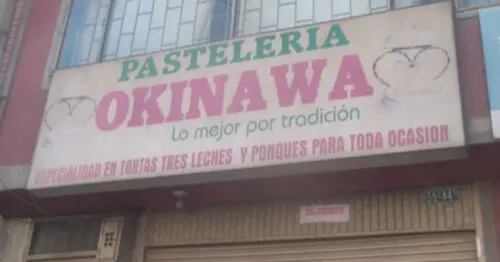 PASTELERIA
OKINAWA
Lo mejor por tradición
ESPECIALIDAD EN TORTAS TRES LECHES Y PONQUES PARA TODA OCASION